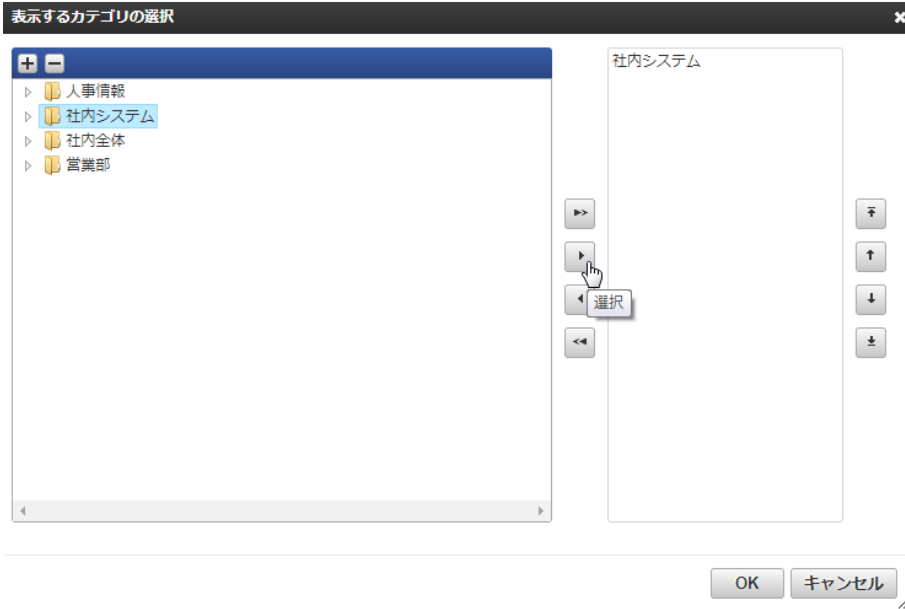 表示するカテゴリの選択
人事情報
社内システム
社内全体
営業部
社内システム
選択
OK
キャンセル